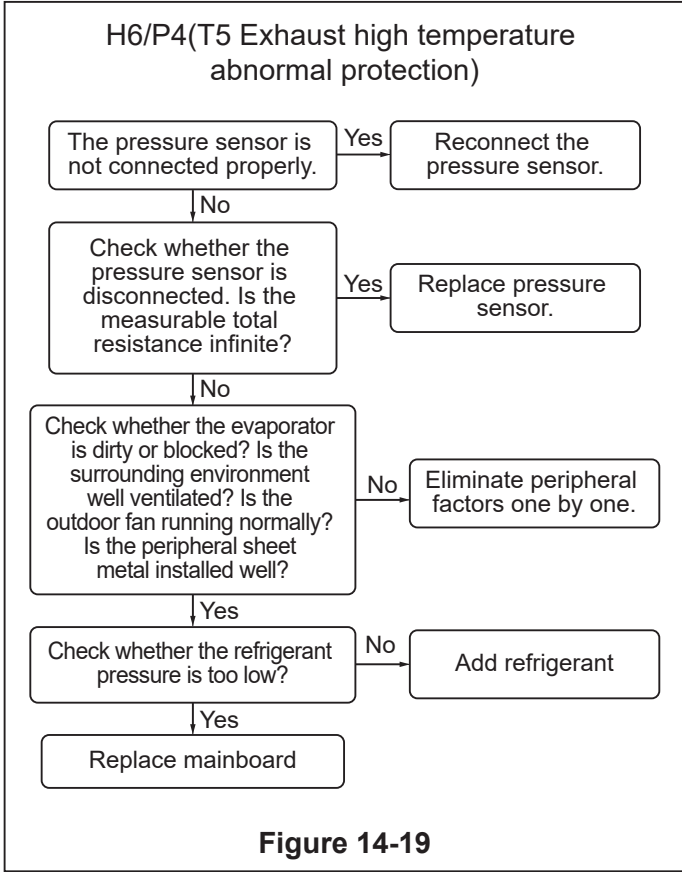 H6/P4(T5 Exhaust high temperature
abnormal protection)
The pressure sensor is
not connected properly.
Yes
Reconnect the
pressure sensor.
No
Check whether the
pressure sensor is
disconnected. Is the
measurable total
resistance infinite?
Yes
Replace pressure
sensor.
No
Check whether the evaporator
is dirty or blocked? Is the
surrounding environment
well ventilated? Is the
outdoor fan running normally?
Is the peripheral sheet
metal installed well?
No
Eliminate peripheral
factors one by one.
Yes
Check whether the refrigerant
pressure is too low?
No
Add refrigerant
Yes
Replace mainboard
Figure 14-19